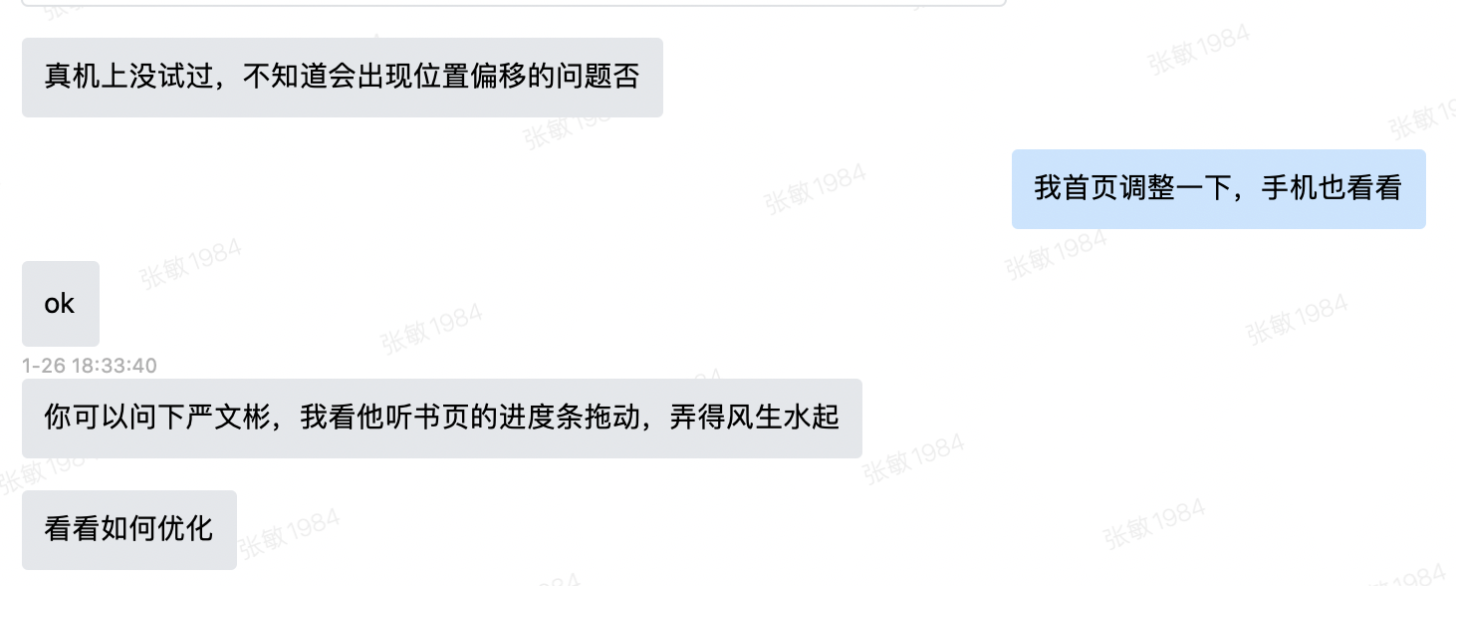 真机上没试过，不知道会出现位置偏移的问题否
我首页调整一下，手机也看看
ok
1-26 18:33:40
你可以问下严文彬，我看他听书页的进度条拖动，弄得风生水起
看看如何优化
张敏1984